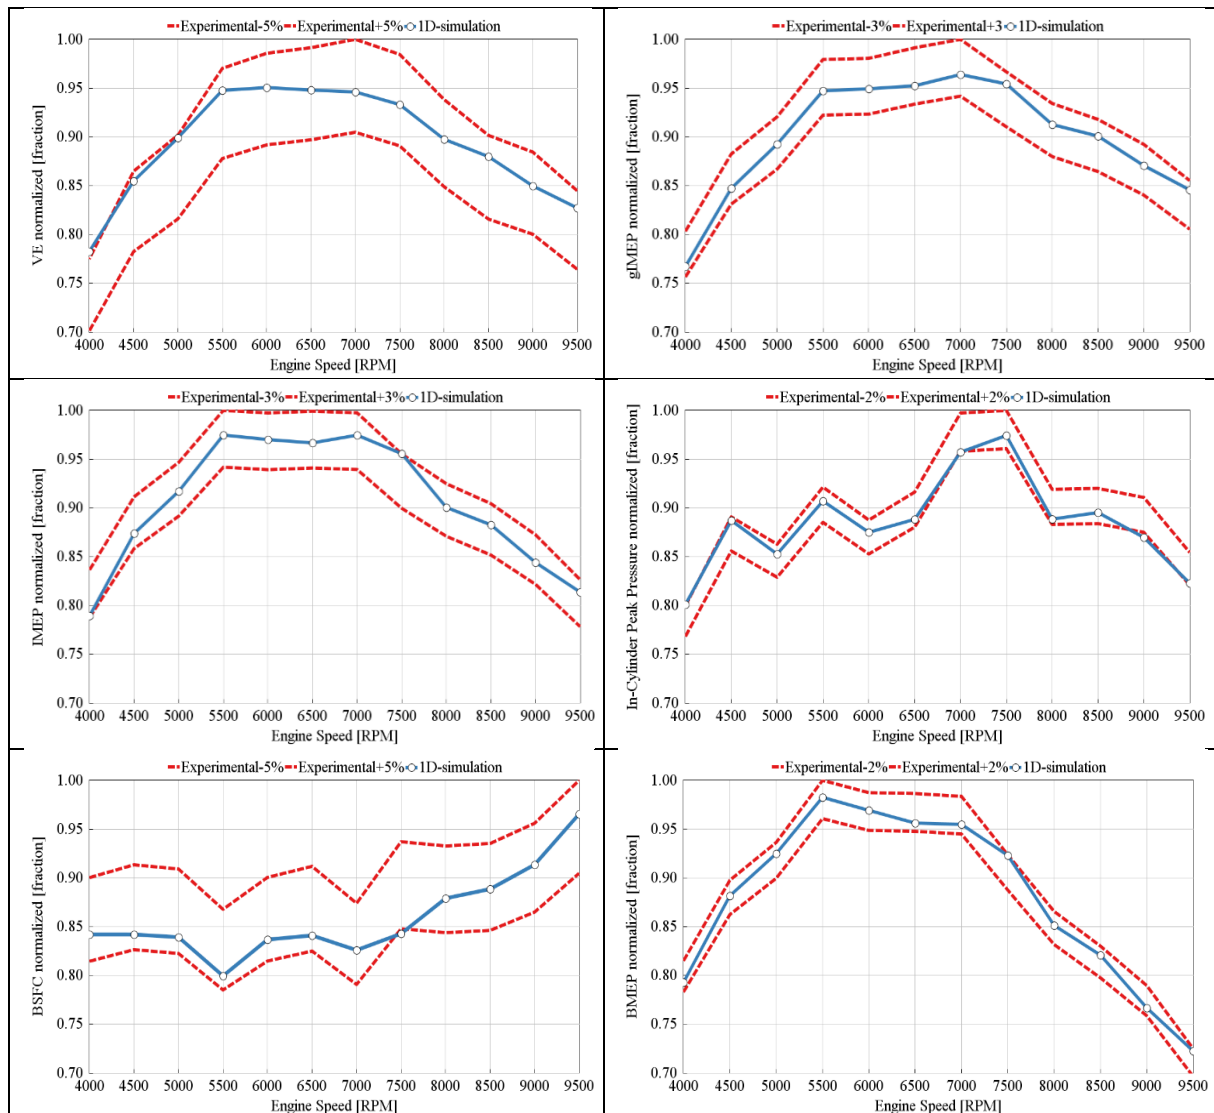 Experimental-5% Experimental+5% 1D-simulation
1.00
0.95
0.90
0.85
0.80
0.75
0.70
VE normalized [fraction]
4000 4500 5000 5500 6000 6500 7000 7500 8000 8500 9000 9500
Engine Speed [RPM]
Experimental-3% Experimental+3 1D-simulation
1.00
0.95
0.90
0.85
0.80
0.75
0.70
gIMEP normalized [fraction]
4000 4500 5000 5500 6000 6500 7000 7500 8000 8500 9000 9500
Engine Speed [RPM]
Experimental-3% Experimental+3% 1D-simulation
1.00
0.95
0.90
0.85
0.80
0.75
0.70
IMEP normalized [fraction]
4000 4500 5000 5500 6000 6500 7000 7500 8000 8500 9000 9500
Engine Speed [RPM]
Experimental-2% Experimental+2% 1D-simulation
1.00
0.95
0.90
0.85
0.80
0.75
0.70
In-Cylinder Peak Pressure normalized [fraction]
4000 4500 5000 5500 6000 6500 7000 7500 8000 8500 9000 9500
Engine Speed [RPM]
Experimental-5% Experimental+5% 1D-simulation
1.00
0.95
0.90
0.85
0.80
0.75
0.70
BSFC normalized [fraction]
4000 4500 5000 5500 6000 6500 7000 7500 8000 8500 9000 9500
Engine Speed [RPM]
Experimental-2% Experimental+2% 1D-simulation
1.00
0.95
0.90
0.85
0.80
0.75
0.70
BMEP normalized [fraction]
4000 4500 5000 5500 6000 6500 7000 7500 8000 8500 9000 9500
Engine Speed [RPM]